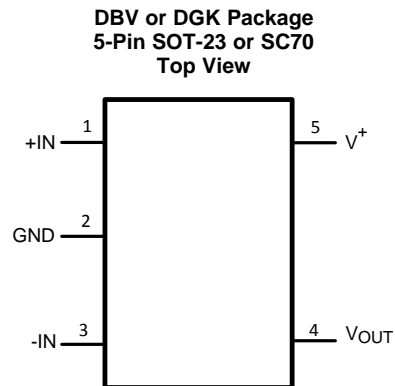 DBV or DGK Package
5-Pin SOT-23 or SC70
Top View
+IN 1 5 V+
GND 2
-IN 3 4 VOUT